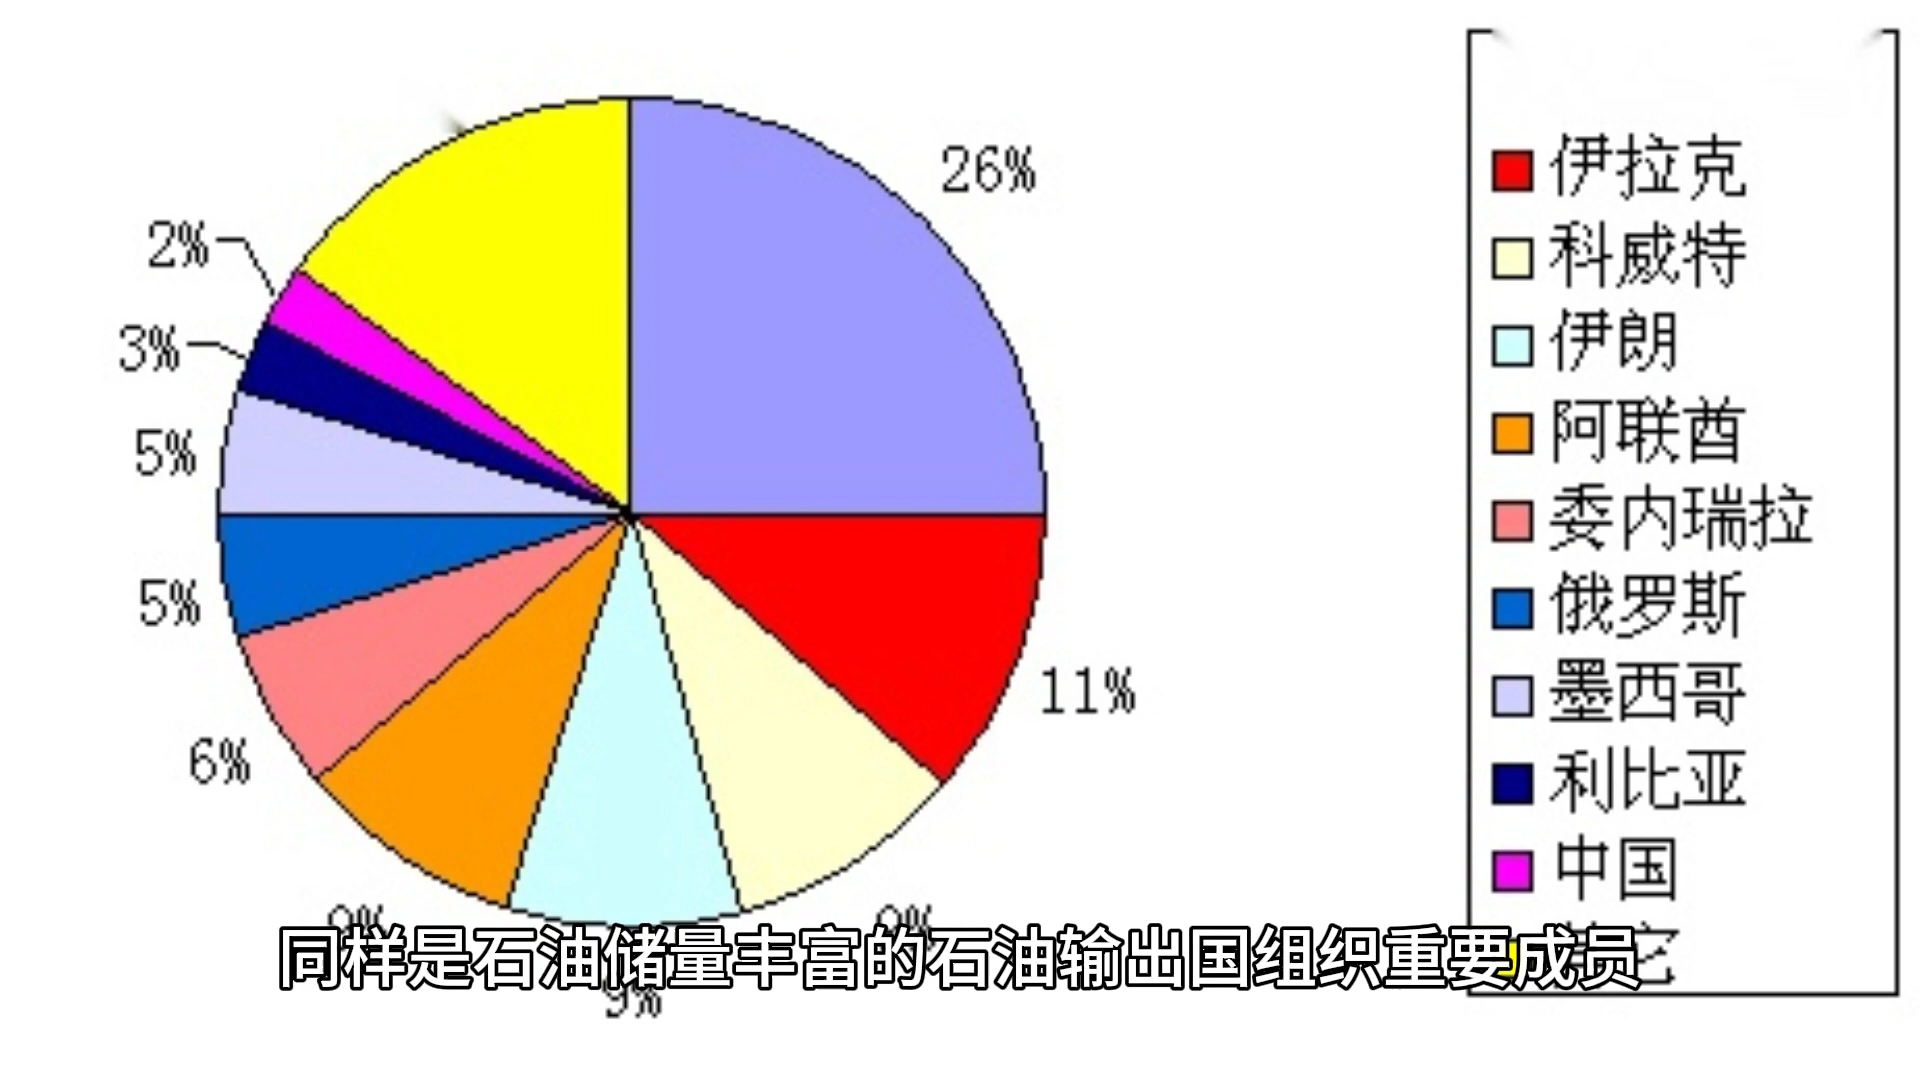 26%
2%
3%
5%
5%
6%
11%
9%
伊拉克
科威特
伊朗
阿联酋
委内瑞拉
俄罗斯
墨西哥
利比亚
中国
同样是石油储量丰富的石油输出国组织重要成员